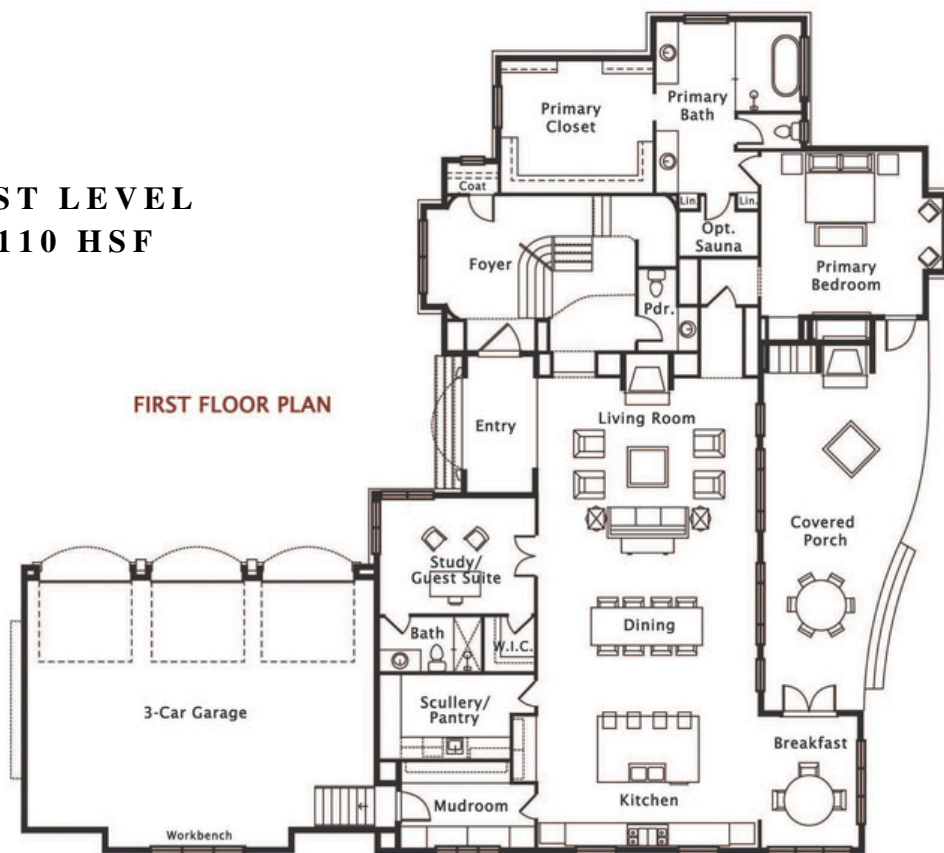 ST LEVEL
110 HSF
FIRST FLOOR PLAN
Primary
Closet
Primary
Bath
Coat
Lin.
Lin.
Opt.
Sauna
Foyer
Primary
Bedroom
Pdr.
Entry
Living Room
Covered
Porch
Study/
Guest Suite
Bath
W.I.C.
Dining
Scullery/
Pantry
3-Car Garage
Breakfast
Mudroom
Kitchen
Workbench